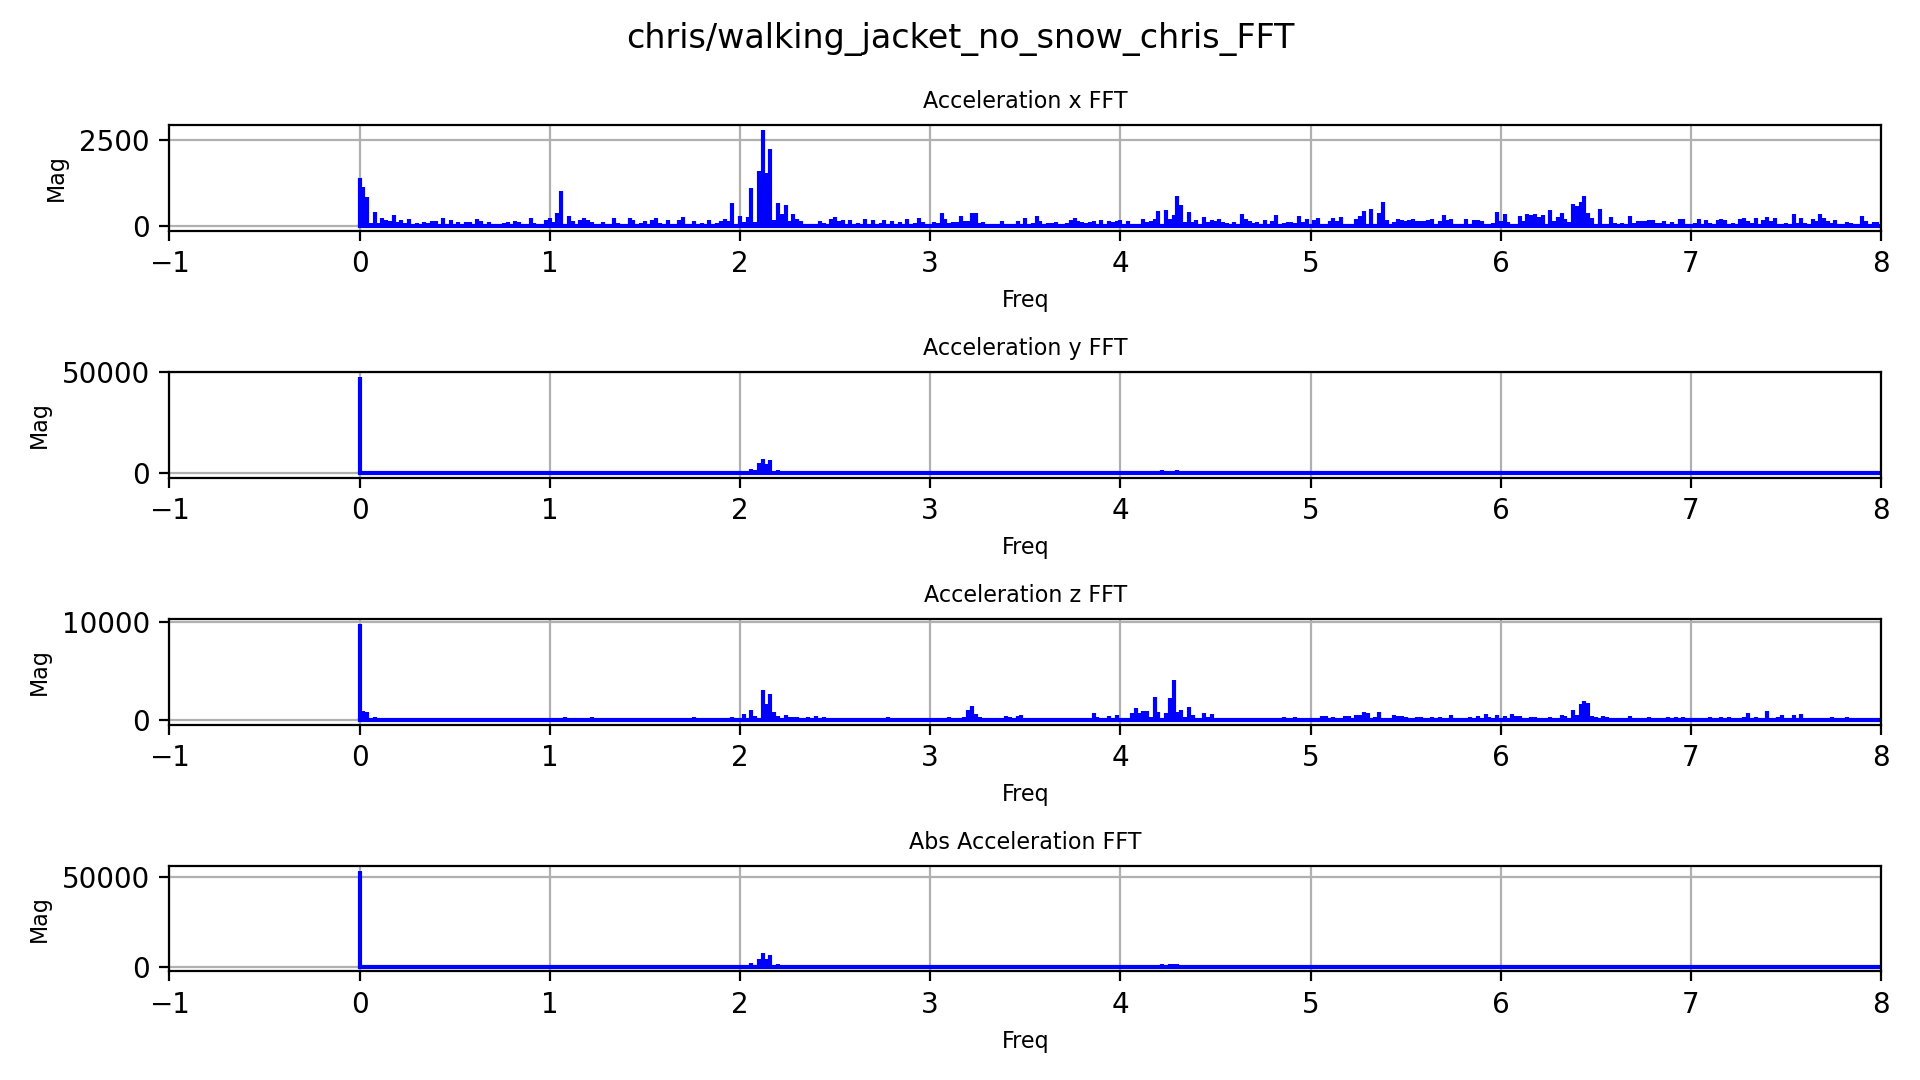 chris/walking_jacket_no_snow_chris_FFT
Acceleration x FFT
2500
0
Mag
−1 0 1 2 3 4 5 6 7 8
Freq
Acceleration y FFT
50000
0
Mag
−1 0 1 2 3 4 5 6 7 8
Freq
Acceleration z FFT
10000
0
Mag
−1 0 1 2 3 4 5 6 7 8
Freq
Abs Acceleration FFT
50000
0
Mag
−1 0 1 2 3 4 5 6 7 8
Freq